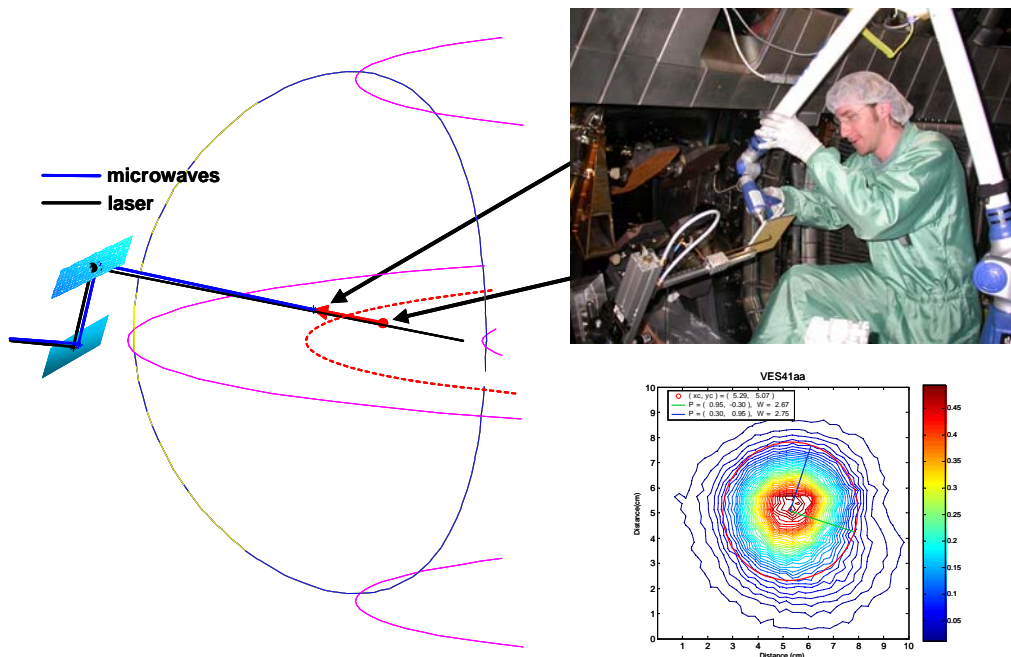 microwaves
laser
VES41aa
( xc, yc ) = ( 5.29, 5.07)
P = ( 0.95, -0.30), W = 2.67
P = ( 0.30, 0.95), W = 2.75
Distance(cm)
10
9
8
7
6
5
4
3
2
1
0
1 2 3 4 5 6 7 8 9 10
Distance (cm)
0.45
0.4
0.35
0.3
0.25
0.2
0.15
0.1
0.05